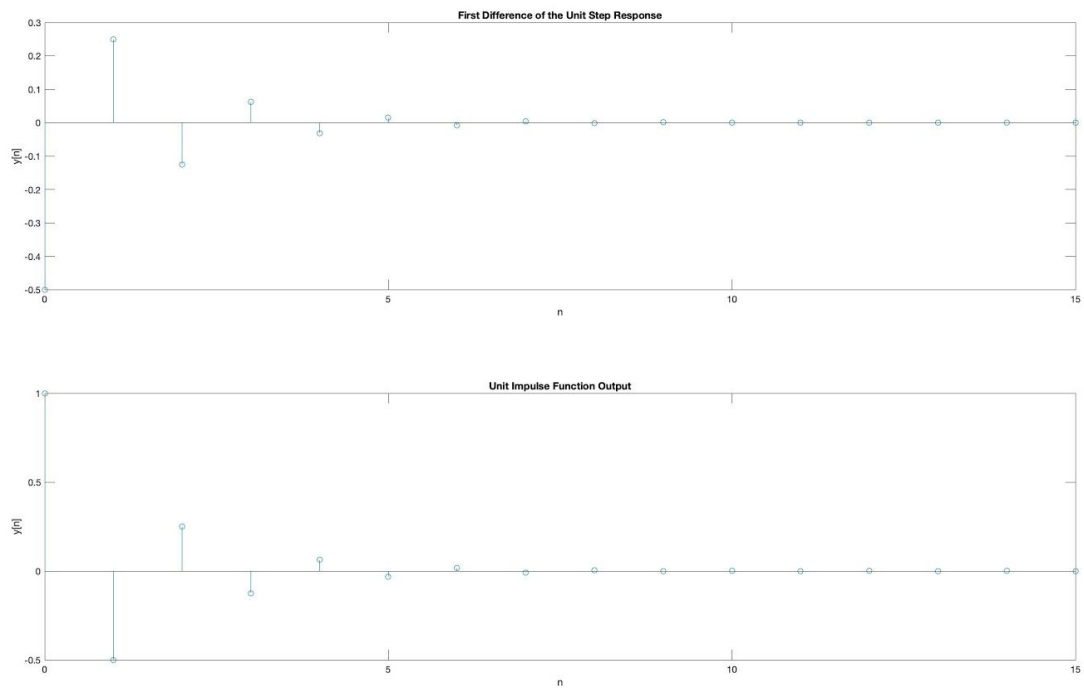 First Difference of the Unit Step Response
0.3
0.2
0.1
0
-0.1
-0.2
-0.3
-0.4
-0.5
y[n]
0 5 10 15
n
Unit Impulse Function Output
1
0.5
0
-0.5
y[n]
0 5 10 15
n